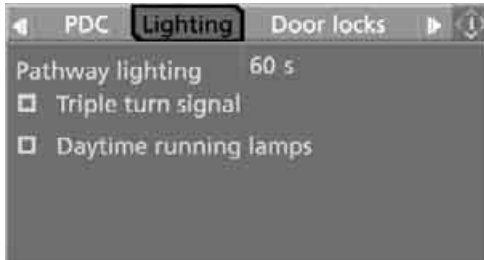 PDC Lighting Door locks
Pathway lighting 60 s
Triple turn signal
Daytime running lamps